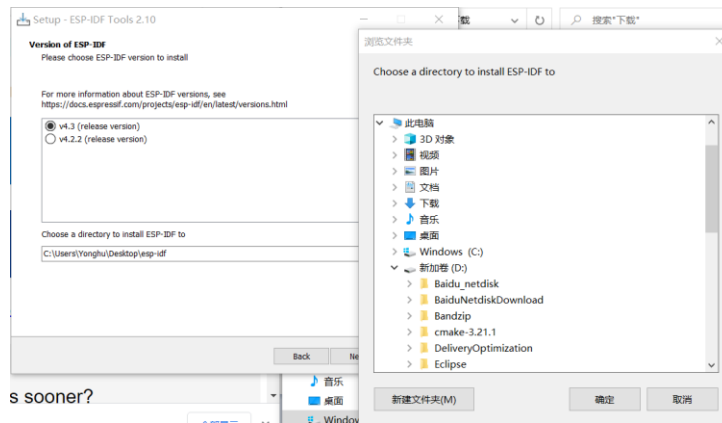 Setup - ESP-IDF Tools 2.10
Version of ESP-IDF
Please choose ESP-IDF version to install
For more information about ESP-IDF versions, see
https://docs.espressif.com/projects/esp-idf/en/latest/versions.html
v4.3 (release version)
v4.2.2 (release version)
Choose a directory to install ESP-IDF to
C:\Users\Yonghu\Desktop\esp-idf
Back
s sooner?
音乐
桌面
搜索"下载"
浏览文件夹
Choose a directory to install ESP-IDF to
此电脑
3D 对象
视频
图片
文档
下载
音乐
桌面
Windows (C:)
新加卷 (D:)
Baidu_netdisk
BaiduNetdiskDownload
Bandzip
cmake-3.21.1
DeliveryOptimization
Eclipse
新建文件夹(M)
确定
取消